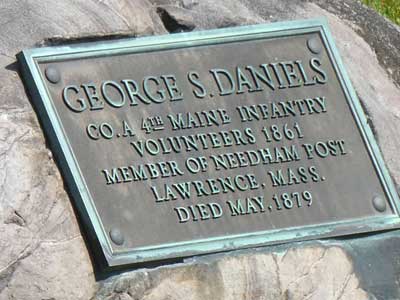 GEORGE S. DANIELS
CO. A 4TH MAINE INFANTRY
VOLUNTEERS 1861
MEMBER OF NEEDHAM POST
LAWRENCE, MASS.
DIED MAY, 1879